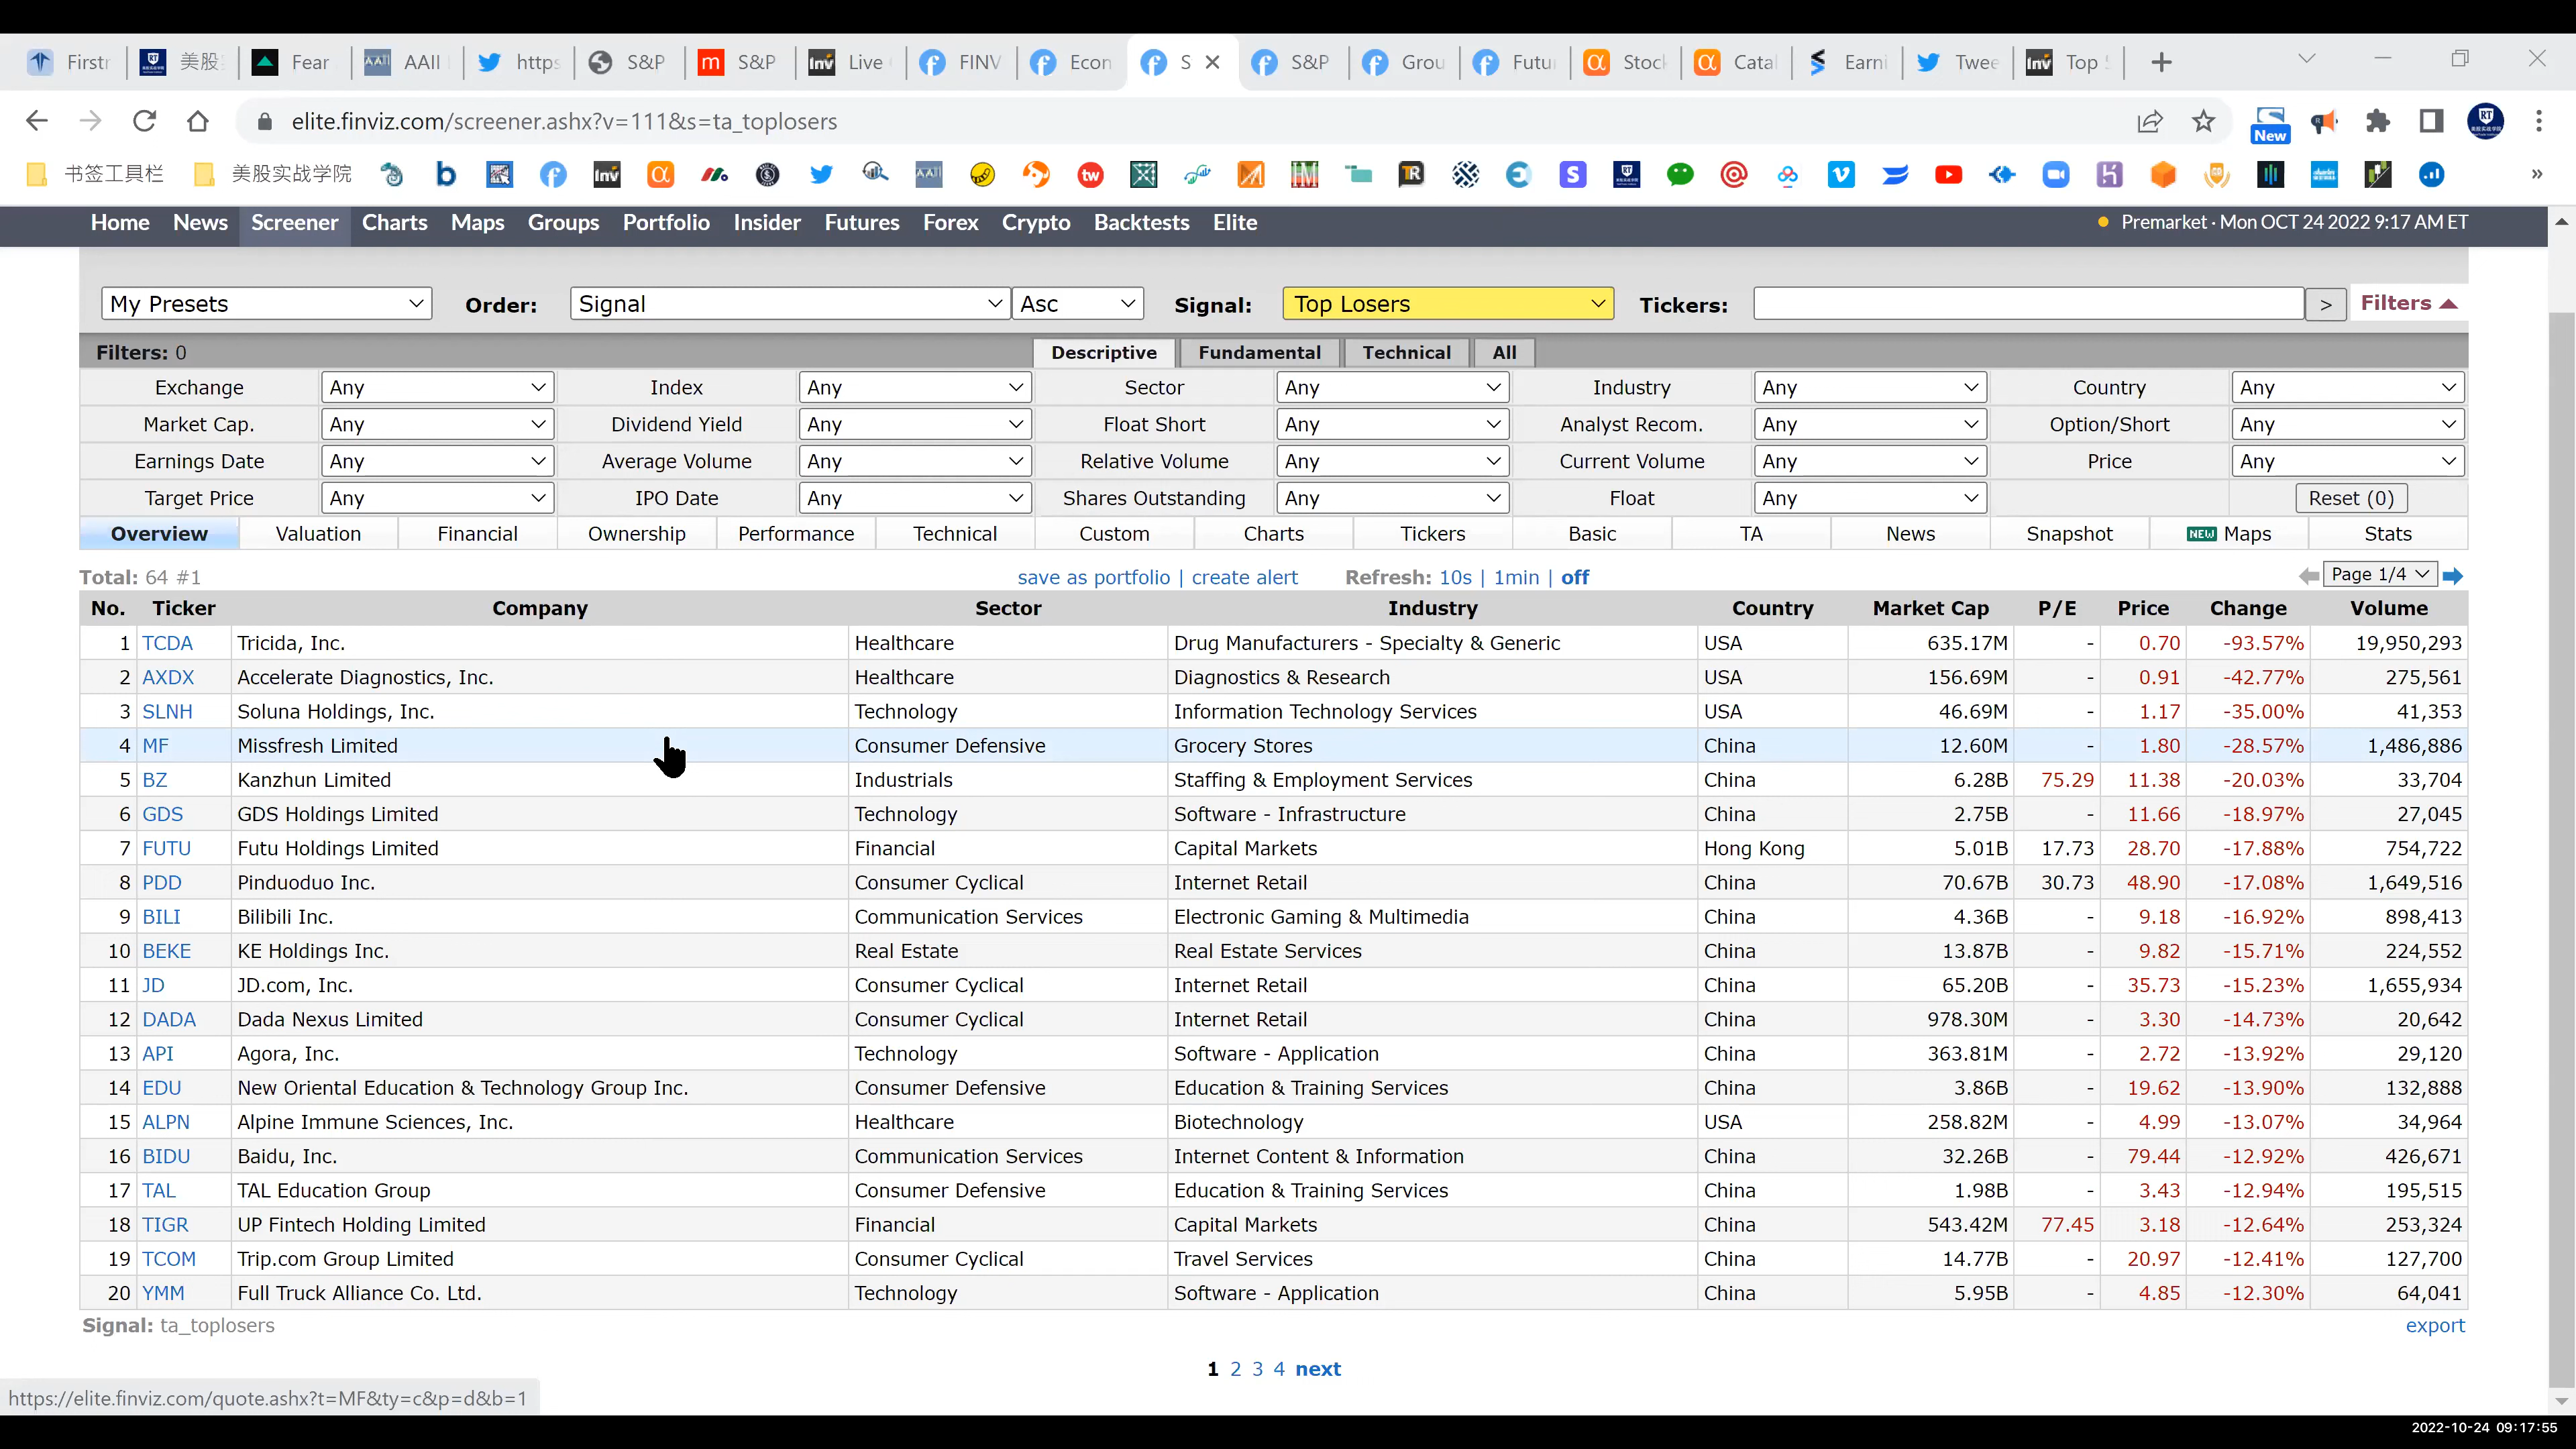 Firstr 美股 Fear AAII https S&P S&P Live FINV Econ S S&P Grou Futur Stock Catal Earni Twee Top S
elite.finviz.com/screener.ashx?v=111&s=ta_toplosers New
书签工具栏 美股实战学院 »
Home News Screener Charts Maps Groups Portfolio Insider Futures Forex Crypto Backtests Elite Premarket · Mon OCT 24 2022 9:17 AM ET
My Presets Order: Signal Asc Signal: Top Losers Tickers: > Filters
Filters: 0 Descriptive Fundamental Technical All
Exchange Any Index Any Sector Any Industry Any Country Any
Market Cap. Any Dividend Yield Any Float Short Any Analyst Recom. Any Option/Short Any
Earnings Date Any Average Volume Any Relative Volume Any Current Volume Any Price Any
Target Price Any IPO Date Any Shares Outstanding Any Float Any Reset (0)
Overview Valuation Financial Ownership Performance Technical Custom Charts Tickers Basic TA News Snapshot NEW Maps Stats
Total: 64 #1 save as portfolio | create alert Refresh: 10s | 1min | off Page 1/4
No. Ticker Company Sector Industry Country Market Cap P/E Price Change Volume
1 TCDA Tricida, Inc. Healthcare Drug Manufacturers - Specialty & Generic USA 635.17M - 0.70 -93.57% 19,950,293
2 AXDX Accelerate Diagnostics, Inc. Healthcare Diagnostics & Research USA 156.69M - 0.91 -42.77% 275,561
3 SLNH Soluna Holdings, Inc. Technology Information Technology Services USA 46.69M - 1.17 -35.00% 41,353
4 MF Missfresh Limited Consumer Defensive Grocery Stores China 12.60M - 1.80 -28.57% 1,486,886
5 BZ Kanzhun Limited Industrials Staffing & Employment Services China 6.28B 75.29 11.38 -20.03% 33,704
6 GDS GDS Holdings Limited Technology Software - Infrastructure China 2.75B - 11.66 -18.97% 27,045
7 FUTU Futu Holdings Limited Financial Capital Markets Hong Kong 5.01B 17.73 28.70 -17.88% 754,722
8 PDD Pinduoduo Inc. Consumer Cyclical Internet Retail China 70.67B 30.73 48.90 -17.08% 1,649,516
9 BILI Bilibili Inc. Communication Services Electronic Gaming & Multimedia China 4.36B - 9.18 -16.92% 898,413
10 BEKE KE Holdings Inc. Real Estate Real Estate Services China 13.87B - 9.82 -15.71% 224,552
11 JD JD.com, Inc. Consumer Cyclical Internet Retail China 65.20B - 35.73 -15.23% 1,655,934
12 DADA Dada Nexus Limited Consumer Cyclical Internet Retail China 978.30M - 3.30 -14.73% 20,642
13 API Agora, Inc. Technology Software - Application China 363.81M - 2.72 -13.92% 29,120
14 EDU New Oriental Education & Technology Group Inc. Consumer Defensive Education & Training Services China 3.86B - 19.62 -13.90% 132,888
15 ALPN Alpine Immune Sciences, Inc. Healthcare Biotechnology USA 258.82M - 4.99 -13.07% 34,964
16 BIDU Baidu, Inc. Communication Services Internet Content & Information China 32.26B - 79.44 -12.92% 426,671
17 TAL TAL Education Group Consumer Defensive Education & Training Services China 1.98B - 3.43 -12.94% 195,515
18 TIGR UP Fintech Holding Limited Financial Capital Markets China 543.42M 77.45 3.18 -12.64% 253,324
19 TCOM Trip.com Group Limited Consumer Cyclical Travel Services China 14.77B - 20.97 -12.41% 127,700
20 YMM Full Truck Alliance Co. Ltd. Technology Software - Application China 5.95B - 4.85 -12.30% 64,041
Signal: ta_toplosers export
1 2 3 4 next
https://elite.finviz.com/quote.ashx?t=MF&ty=c&p=d&b=1
2022-10-24 09:17:55